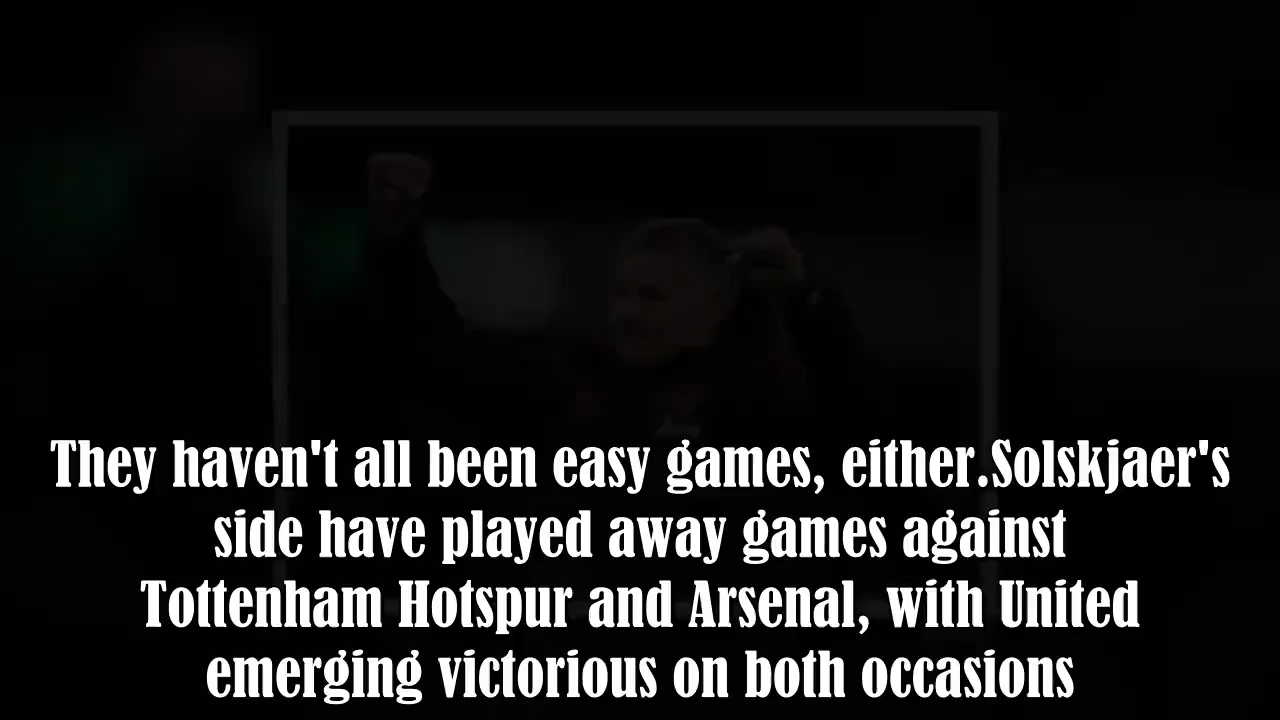 They haven't all been easy games, either.Solskjaer's
side have played away games against
Tottenham Hotspur and Arsenal, with United
emerging victorious on both occasions